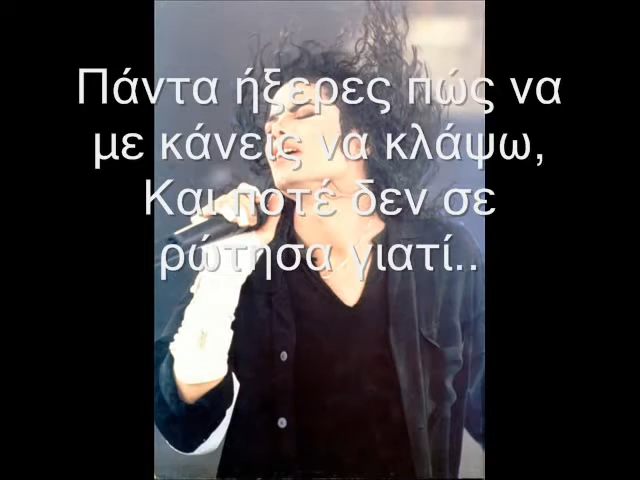 Πάντα ήξερες πώς να
με κάνεις να κλάψω,
Και ποτέ δεν σε
ρώτησα γιατί..